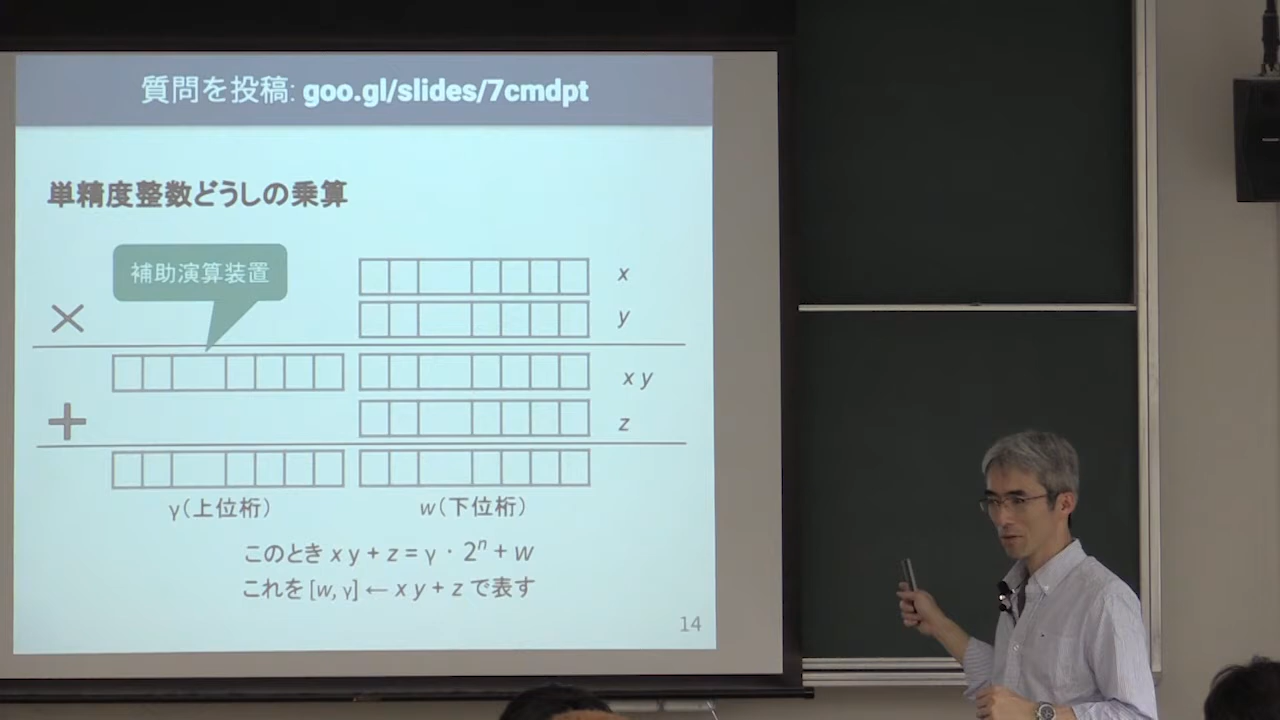 質問を投稿: goo.gl/slides/7cmdpt
単精度整数どうしの乗算
補助演算装置
x
×
y
x y
+
z
γ(上位桁)
w(下位桁)
このとき x y + z = γ · 2ⁿ + w
これを [w, γ] ← x y + z で表す
14